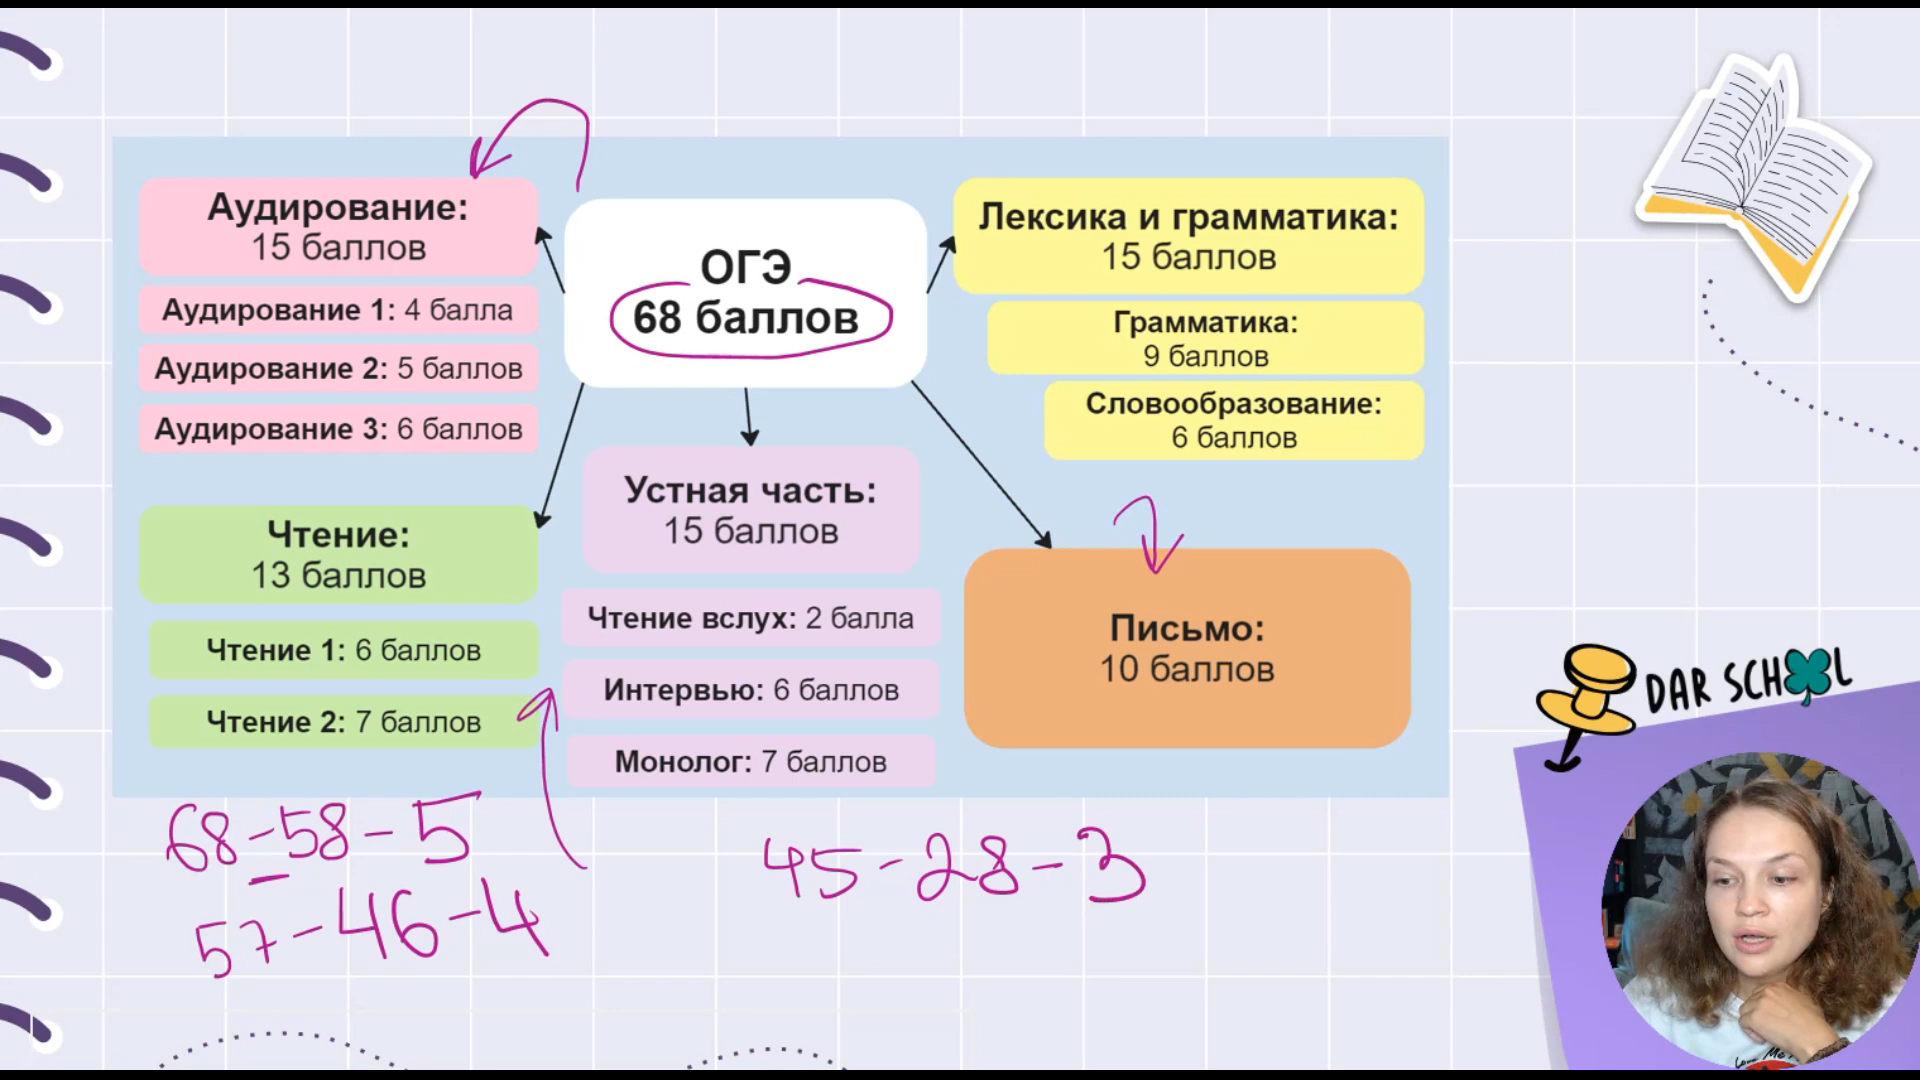 ОГЭ
68 баллов
Аудирование:
15 баллов
Аудирование 1: 4 балла
Аудирование 2: 5 баллов
Аудирование 3: 6 баллов
Чтение:
13 баллов
Чтение 1: 6 баллов
Чтение 2: 7 баллов
Устная часть:
15 баллов
Чтение вслух: 2 балла
Интервью: 6 баллов
Монолог: 7 баллов
Лексика и грамматика:
15 баллов
Грамматика:
9 баллов
Словообразование:
6 баллов
Письмо:
10 баллов
68-58-5
57-46-4
45-28-3
DAR SCHOOL